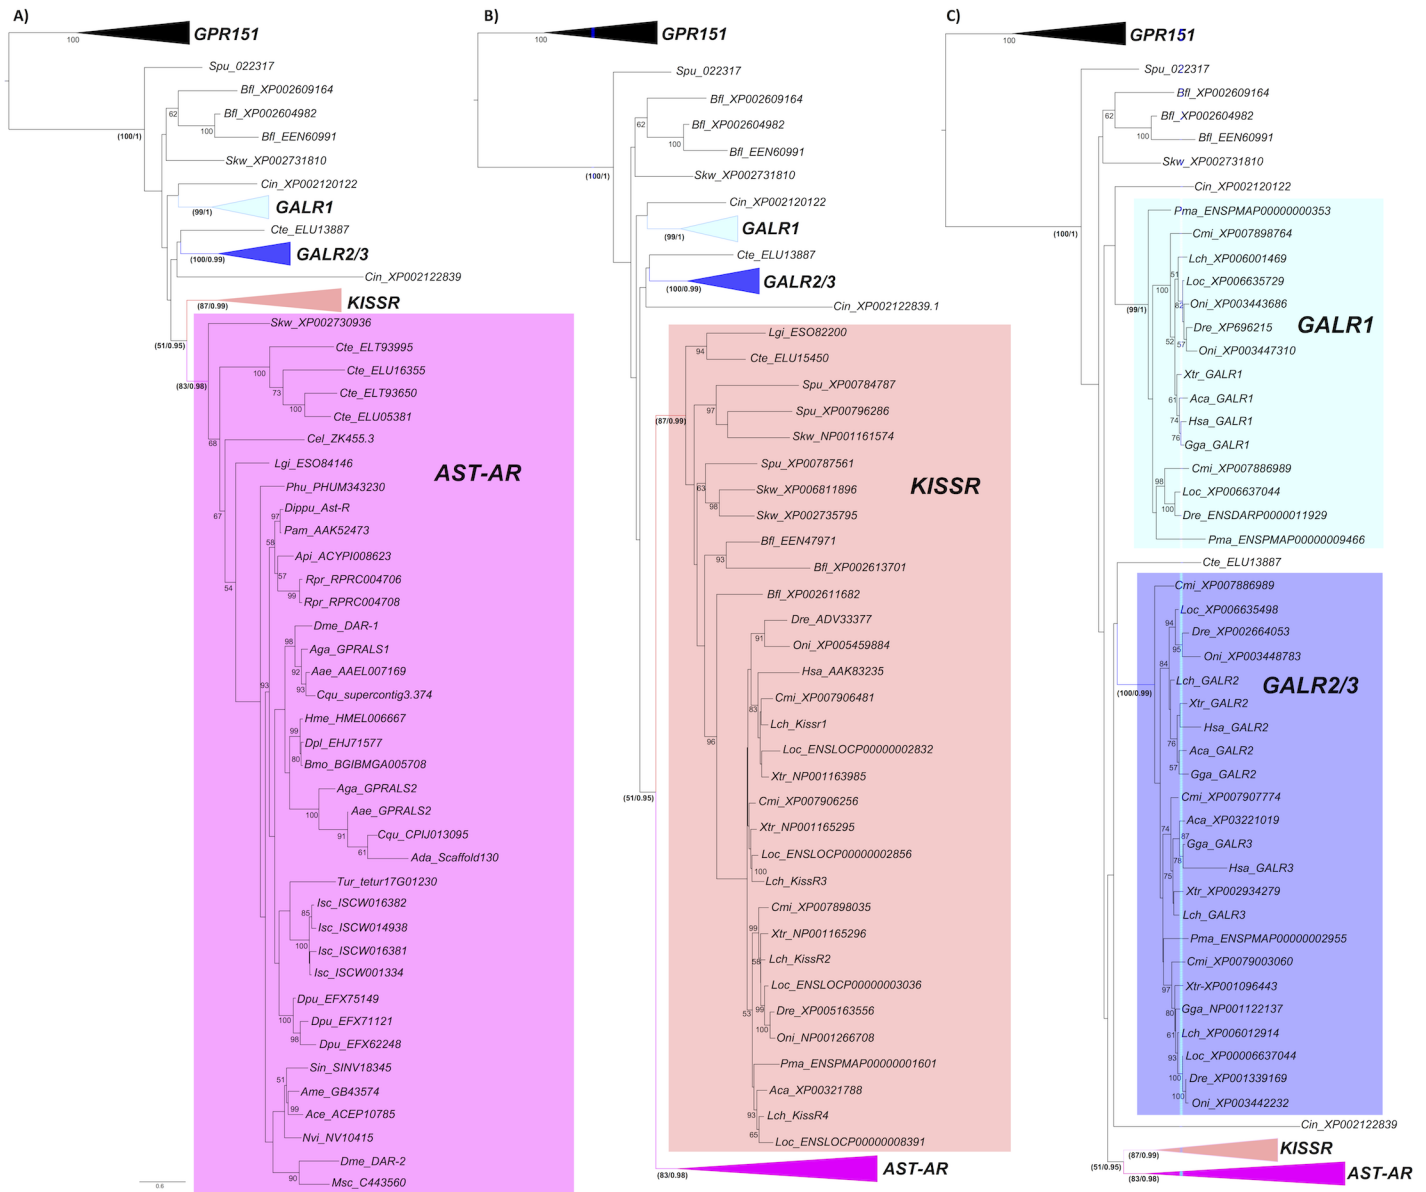 A)
GPR151
100
Spu_022317
Bfl_XP002609164
62
Bfl_XP002604982
100
Bfl_EEN60991
(100/1)
Skw_XP002731810
Cin_XP002120122
(99/1)
GALR1
Cte_ELU13887
(100/0.99)
GALR2/3
Cin_XP002122839
(87/0.99)
KISSR
Skw_XP002730936
(51/0.95)
Cte_ELT93995
100
Cte_ELU16355
(83/0.98)
73
Cte_ELT93650
100
Cte_ELU05381
68
Cel_ZK455.3
Lgi_ESO84146
AST-AR
Phu_PHUM343230
67
Dippu_Ast-R
97
Pam_AAK52473
58
Api_ACYPI008623
57
Rpr_RPRC004706
54
99
Rpr_RPRC004708
Dme_DAR-1
98
Aga_GPRALS1
92
Aae_AAEL007169
93
93
Cqu_supercontig3.374
Hme_HMEL006667
99
Dpl_EHJ71577
80
Bmo_BGIBMGA005708
Aga_GPRALS2
100
Aae_GPRALS2
91
Cqu_CPIJ013095
61
Ada_Scaffold130
Tur_tetur17G01230
Isc_ISCW016382
85
Isc_ISCW014938
100
Isc_ISCW016381
Isc_ISCW001334
Dpu_EFX75149
100
Dpu_EFX71121
98
Dpu_EFX62248
Sin_SINV18345
51
Ame_GB43574
99
Ace_ACEP10785
Nvi_NV10415
Dme_DAR-2
90
Msc_C443560
0.6
B)
GPR151
100
Spu_022317
Bfl_XP002609164
62
Bfl_XP002604982
100
Bfl_EEN60991
(100/1)
Skw_XP002731810
Cin_XP002120122
(99/1)
GALR1
Cte_ELU13887
(100/0.99)
GALR2/3
Cin_XP002122839.1
Lgi_ESO82200
94
Cte_ELU15450
Spu_XP00784787
97
Spu_XP00796286
(87/0.99)
Skw_NP001161574
Spu_XP00787561
63
Skw_XP006811896
KISSR
98
Skw_XP002735795
Bfl_EEN47971
93
Bfl_XP002613701
Bfl_XP002611682
Dre_ADV33377
91
Oni_XP005459884
Hsa_AAK83235
Cmi_XP007906481
83
Lch_Kissr1
96
Loc_ENSLOCP00000002832
Xtr_NP001163985
(51/0.95)
Cmi_XP007906256
Xtr_NP001165295
Loc_ENSLOCP00000002856
100
Lch_KissR3
Cmi_XP007898035
99
Xtr_NP001165296
58
Lch_KissR2
Loc_ENSLOCP00000003036
53
99
Dre_XP005163556
100
Oni_NP001266708
Pma_ENSPMAP00000001601
Aca_XP00321788
93
Lch_KissR4
65
Loc_ENSLOCP00000008391
(83/0.98)
AST-AR
C)
GPR151
100
Spu_022317
Bfl_XP002609164
62
Bfl_XP002604982
100
Bfl_EEN60991
Skw_XP002731810
Cin_XP002120122
(100/1)
Pma_ENSPMAP00000000353
Cmi_XP007898764
Lch_XP006001469
51
100
Loc_XP006635729
(99/1)
62
Oni_XP003443686
GALR1
Dre_XP696215
52
57
Oni_XP003447310
Xtr_GALR1
61
Aca_GALR1
74
Hsa_GALR1
76
Gga_GALR1
Cmi_XP007886989
98
Loc_XP006637044
100
Dre_ENSDARP0000011929
Pma_ENSPMAP00000009466
Cte_ELU13887
Cmi_XP007886989
Loc_XP006635498
94
Dre_XP002664053
95
Oni_XP003448783
84
Lch_GALR2
GALR2/3
(100/0.99)
Xtr_GALR2
Hsa_GALR2
76
Aca_GALR2
57
Gga_GALR2
Cmi_XP007907774
Aca_XP03221019
74
87
Gga_GALR3
78
Hsa_GALR3
75
Xtr_XP002934279
Lch_GALR3
Pma_ENSPMAP00000002955
Cmi_XP0079003060
97
Xtr-XP001096443
80
Gga_NP001122137
61
Lch_XP006012914
93
Loc_XP00006637044
100
Dre_XP001339169
100
Oni_XP003442232
Cin_XP002122839
(87/0.99)
KISSR
(51/0.95)
(83/0.98)
AST-AR